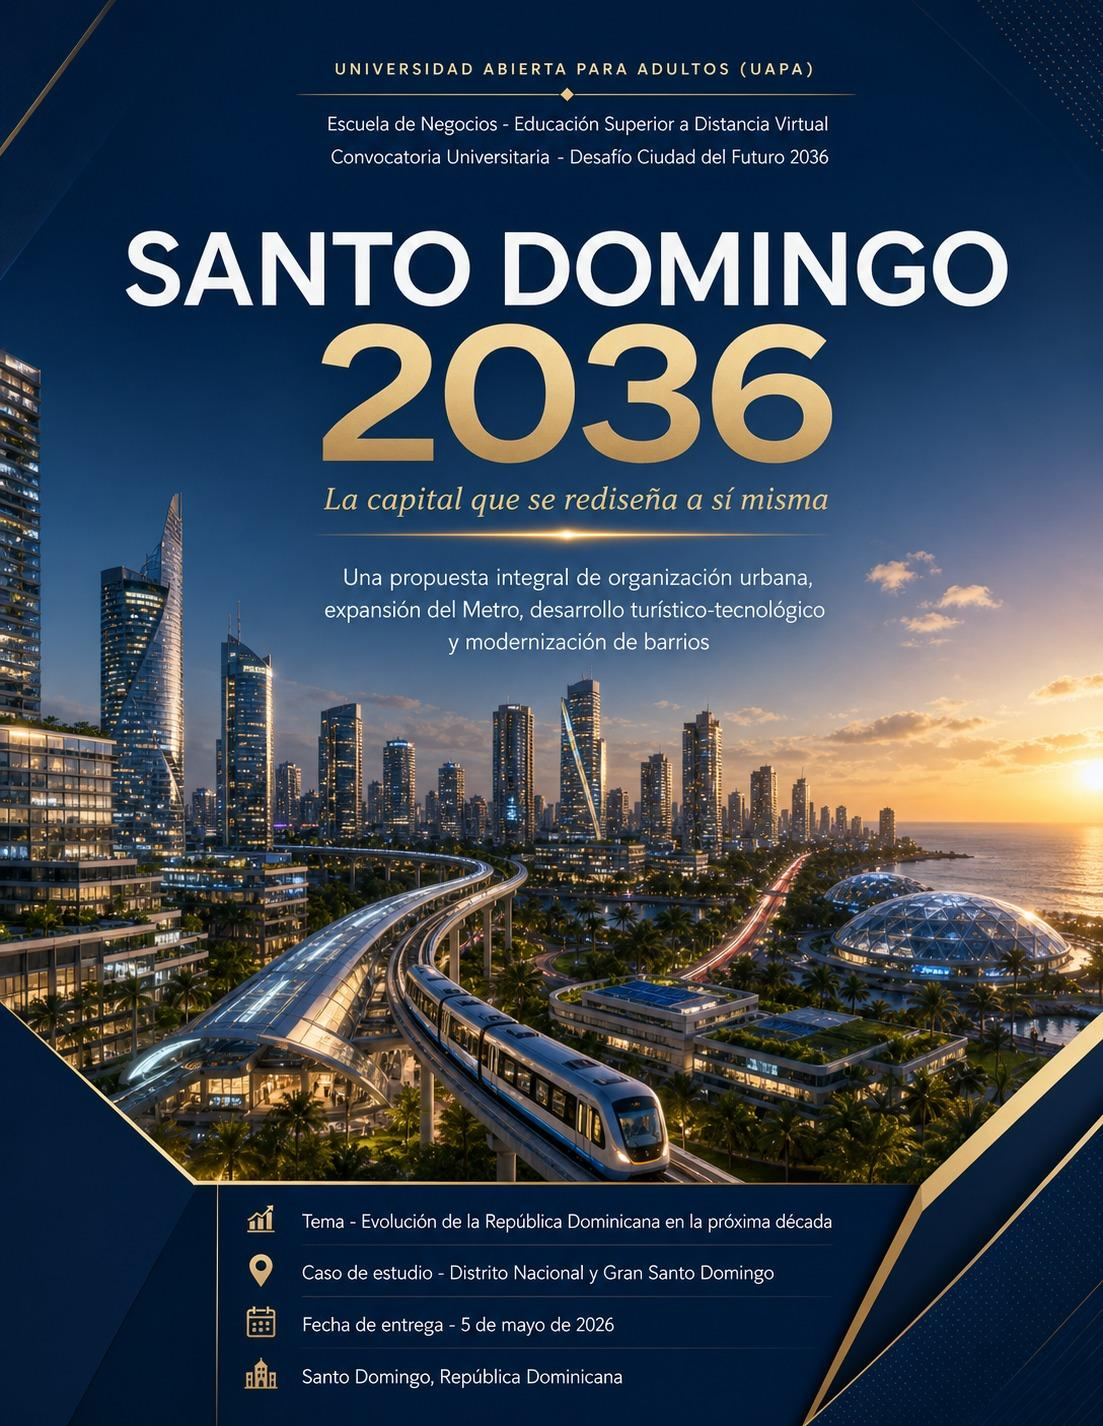 UNIVERSIDAD ABIERTA PARA ADULTOS (UAPA)
Escuela de Negocios - Educación Superior a Distancia Virtual
Convocatoria Universitaria - Desafío Ciudad del Futuro 2036
SANTO DOMINGO
2036
La capital que se rediseña a sí misma
Una propuesta integral de organización urbana,
expansión del Metro, desarrollo turístico-tecnológico
y modernización de barrios
Tema - Evolución de la República Dominicana en la próxima década
Caso de estudio - Distrito Nacional y Gran Santo Domingo
Fecha de entrega - 5 de mayo de 2026
Santo Domingo, República Dominicana